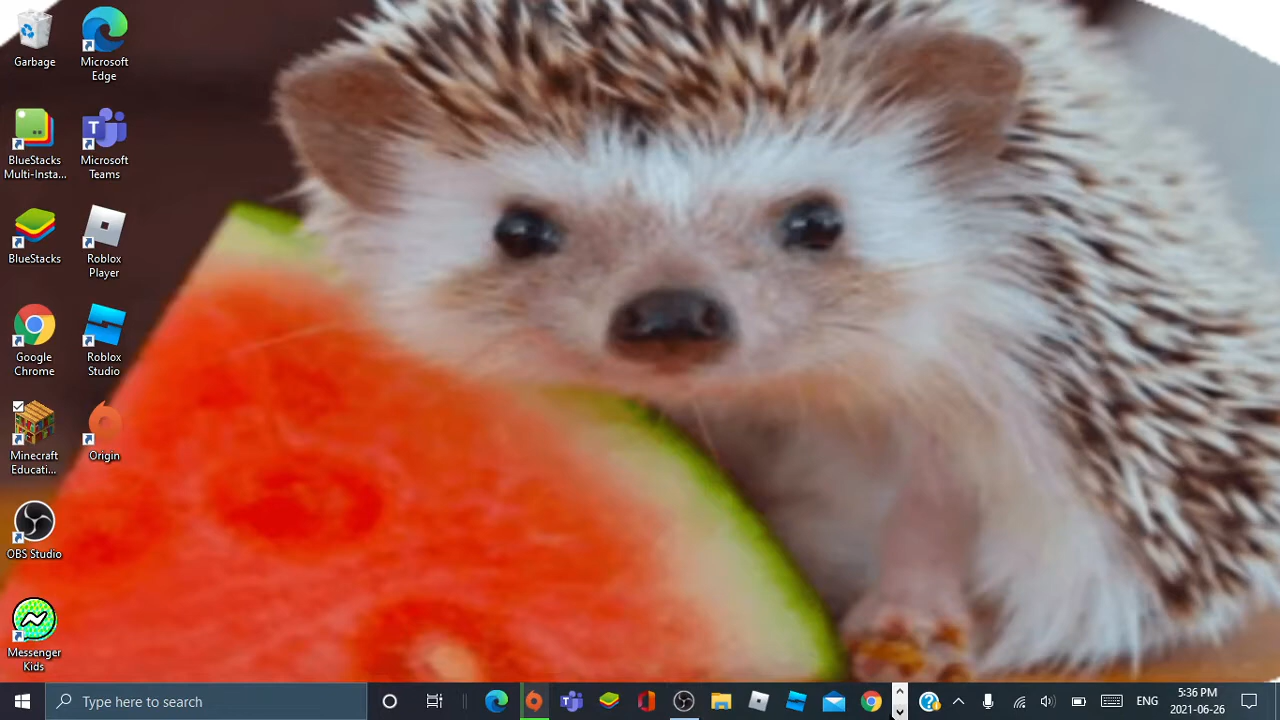 Garbage
Microsoft
Edge
BlueStacks
Multi-Insta...
Microsoft
Teams
BlueStacks
Roblox
Player
Google
Chrome
Roblox
Studio
Minecraft
Educati...
Origin
OBS Studio
Messenger
Kids
Type here to search
ENG
5:36 PM
2021-06-26